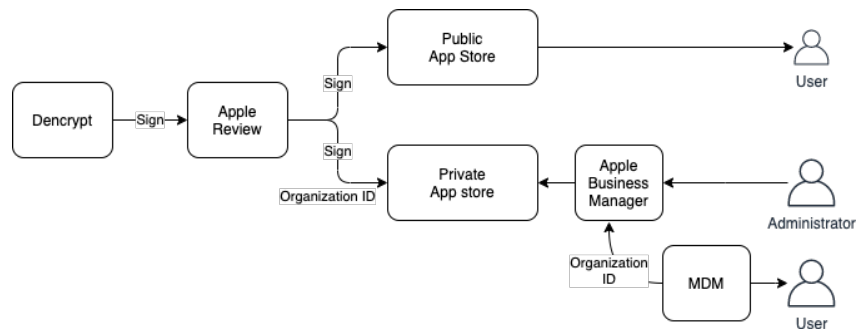 Public
App Store
User
Sign
Dencrypt
Sign
Apple
Review
Sign
Organization ID
Private
App store
Apple
Business
Manager
Administrator
Organization
ID
MDM
User